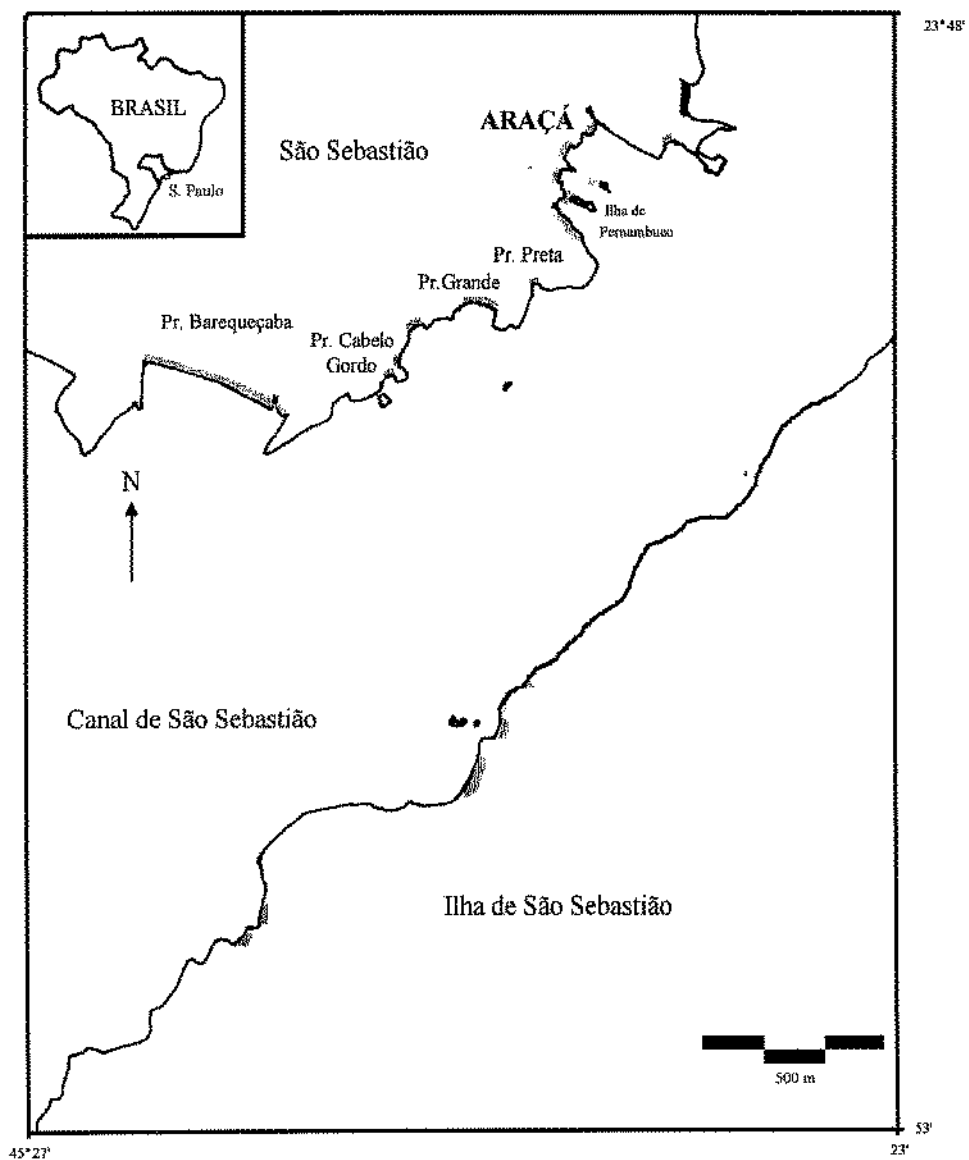 23°48'
BRASIL
S. Paulo
ARAÇÁ
São Sebastião
Ilha de
Pernambuco
Pr. Preta
Pr.Grande
Pr. Barequeçaba
Pr. Cabelo
Gordo
N
Canal de São Sebastião
Ilha de São Sebastião
500 m
53'
45°27'
23'